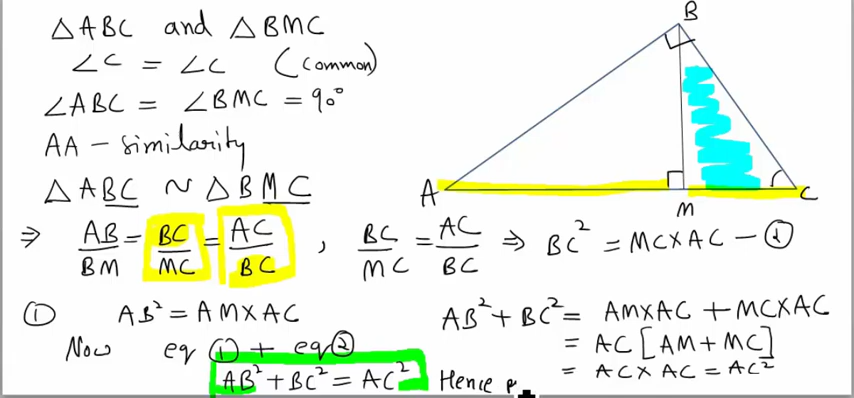 △ABC and △BMC
∠C = ∠C (Common)
∠ABC = ∠BMC = 90°
AA - similarity
△ABC ~ △BMC
⇒ AB/BM = BC/MC = AC/BC , BC/MC = AC/BC ⇒ BC² = MC×AC - ②
① AB² = AM×AC
Now eq ① + eq ②
AB² + BC² = AM×AC + MC×AC
= AC [AM + MC]
= AC × AC = AC²
AB² + BC² = AC² Hence p
B
A
M
C